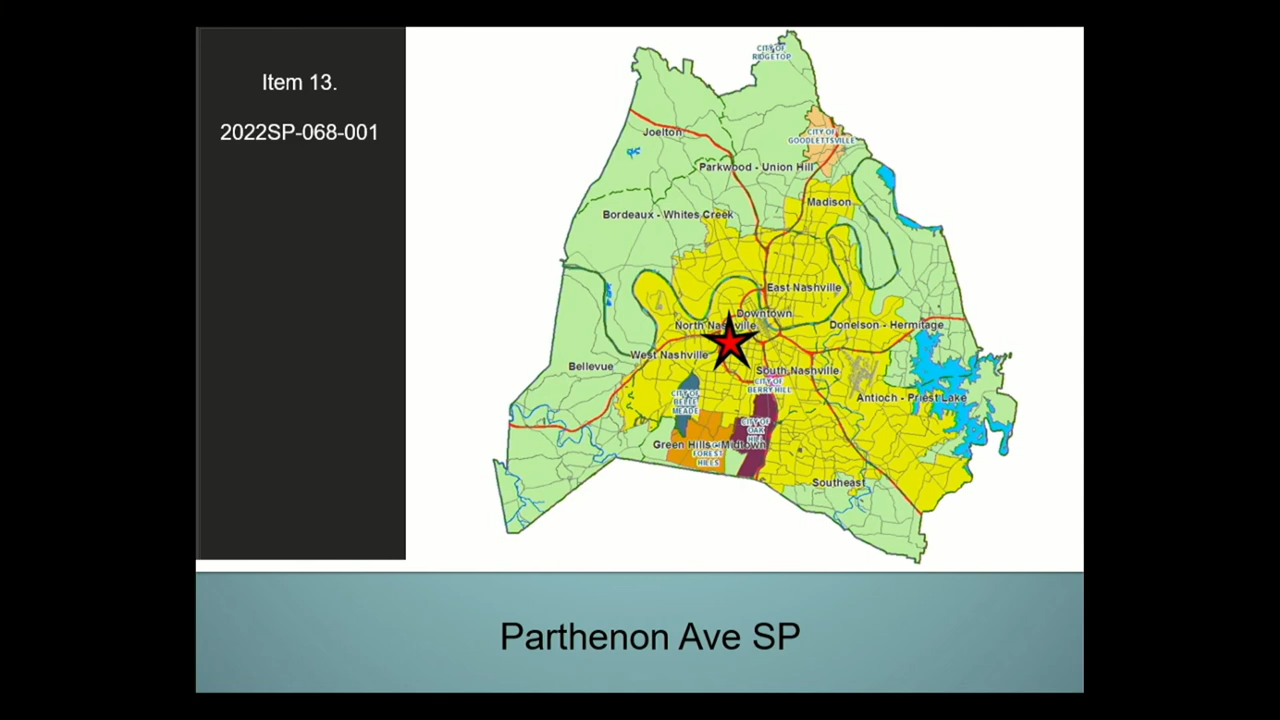 Item 13.
2022SP-068-001
CITY OF
RIDGETOP
Joelton
CITY OF
GOODLETTSVILLE
Parkwood - Union Hill
Madison
Bordeaux - Whites Creek
East Nashville
Downtown
North Nashville
Donelson - Hermitage
West Nashville
Bellevue
South Nashville
CITY OF
BERRY HILL
CITY OF
BELLE
MEADE
Antioch - Priest Lake
CITY OF
OAK
HILL
Green Hills - Midtown
FOREST
HILLS
Southeast
Parthenon Ave SP